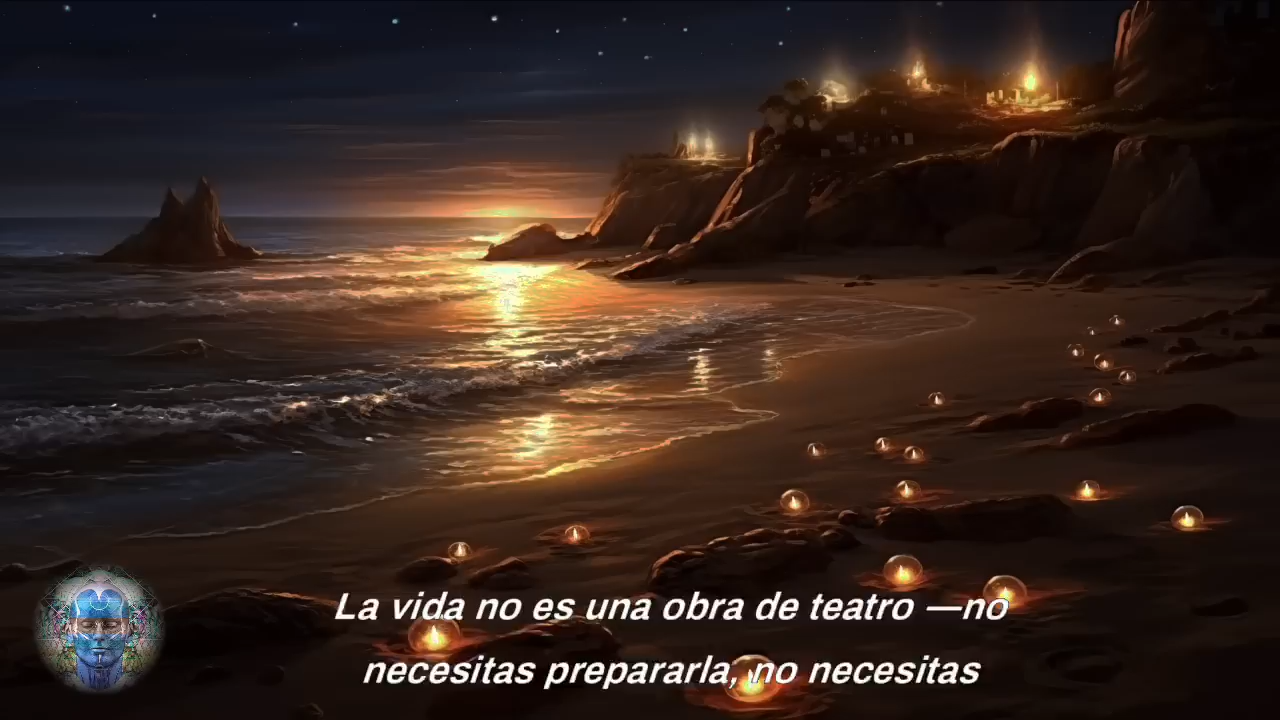 La vida no es una obra de teatro —no
necesitas prepararla, no necesitas